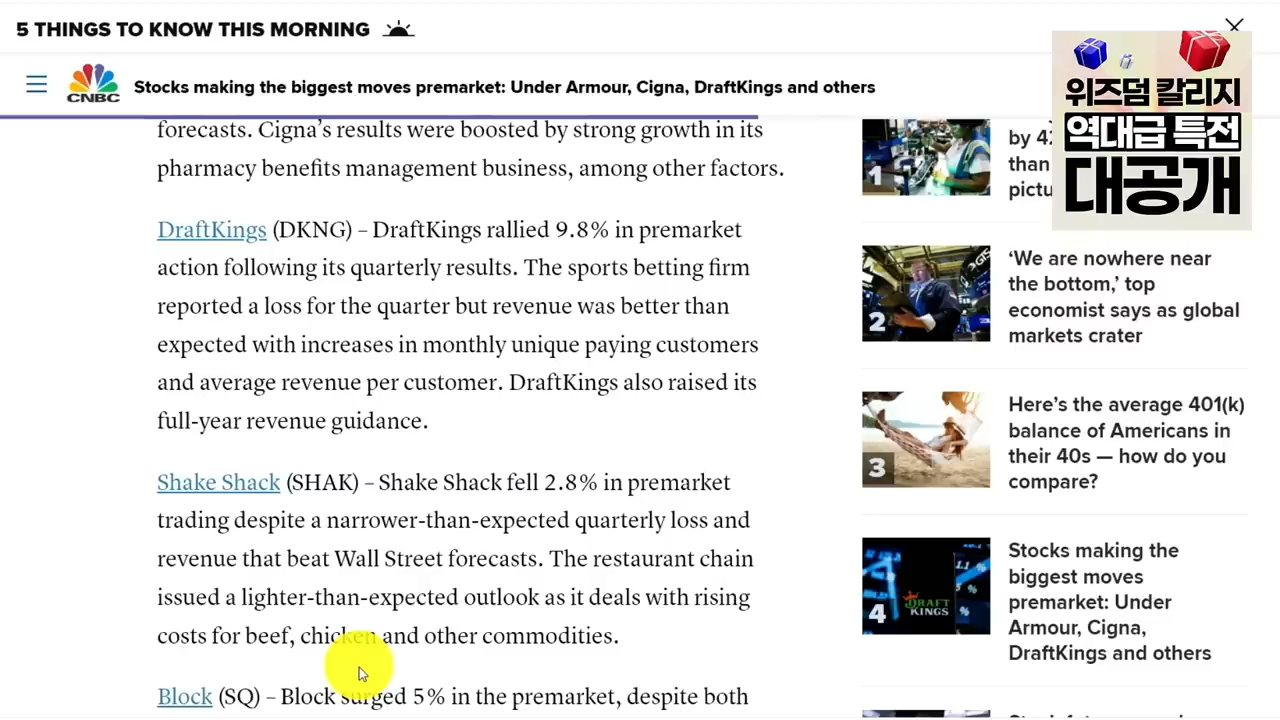 5 THINGS TO KNOW THIS MORNING
CNBC
Stocks making the biggest moves premarket: Under Armour, Cigna, DraftKings and others
위즈덤 칼리지
역대급 특전
대공개
forecasts. Cigna's results were boosted by strong growth in its
pharmacy benefits management business, among other factors.
DraftKings (DKNG) – DraftKings rallied 9.8% in premarket
action following its quarterly results. The sports betting firm
reported a loss for the quarter but revenue was better than
expected with increases in monthly unique paying customers
and average revenue per customer. DraftKings also raised its
full-year revenue guidance.
Shake Shack (SHAK) – Shake Shack fell 2.8% in premarket
trading despite a narrower-than-expected quarterly loss and
revenue that beat Wall Street forecasts. The restaurant chain
issued a lighter-than-expected outlook as it deals with rising
costs for beef, chicken and other commodities.
Block (SQ) – Block surged 5% in the premarket, despite both
1
by
than
2
‘We are nowhere near
the bottom,’ top
economist says as global
markets crater
3
Here’s the average 401(k)
balance of Americans in
their 40s — how do you
compare?
4
DRAFT
KINGS
Stocks making the
biggest moves
premarket: Under
Armour, Cigna,
DraftKings and others